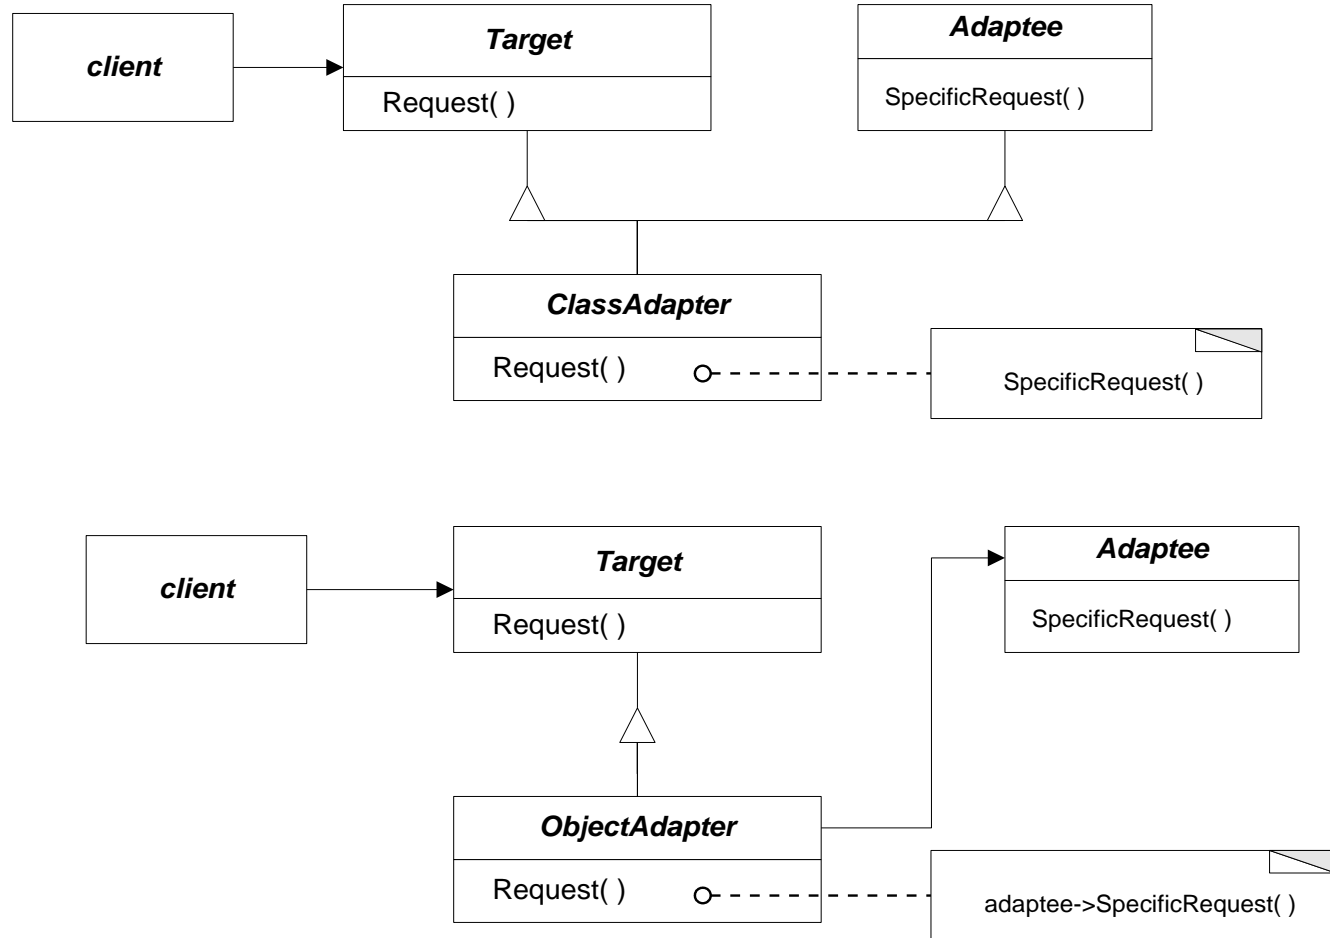 client
Target
Request( )
Adaptee
SpecificRequest( )
ClassAdapter
Request( )
SpecificRequest( )
client
Target
Request( )
Adaptee
SpecificRequest( )
ObjectAdapter
Request( )
adaptee->SpecificRequest( )